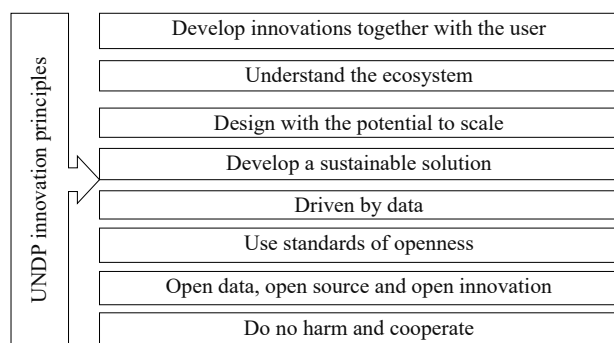 UNDP innovation principles
Develop innovations together with the user
Understand the ecosystem
Design with the potential to scale
Develop a sustainable solution
Driven by data
Use standards of openness
Open data, open source and open innovation
Do no harm and cooperate